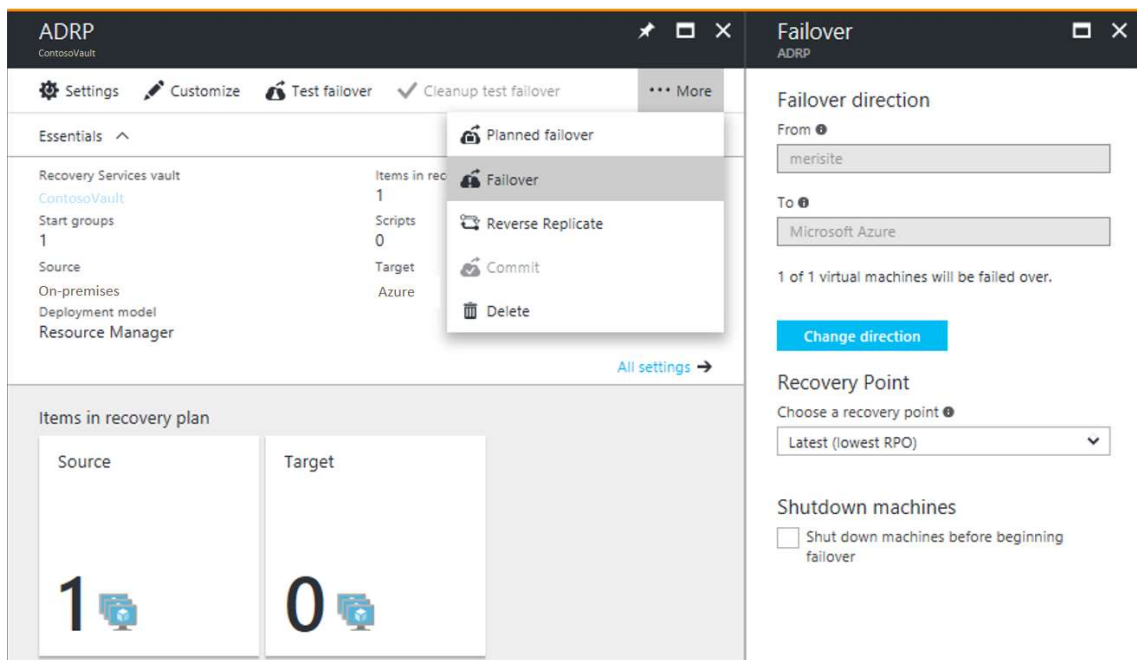 ADRP
ContosoVault
Settings Customize Test failover Cleanup test failover More
Essentials
Recovery Services vault
ContosoVault
Start groups
1
Source
On-premises
Deployment model
Resource Manager
Items in rec
1
Scripts
0
Target
Azure
Planned failover
Failover
Reverse Replicate
Commit
Delete
All settings
Items in recovery plan
Source
1
Target
0
Failover
ADRP
Failover direction
From
merisite
To
Microsoft Azure
1 of 1 virtual machines will be failed over.
Change direction
Recovery Point
Choose a recovery point
Latest (lowest RPO)
Shutdown machines
Shut down machines before beginning
failover